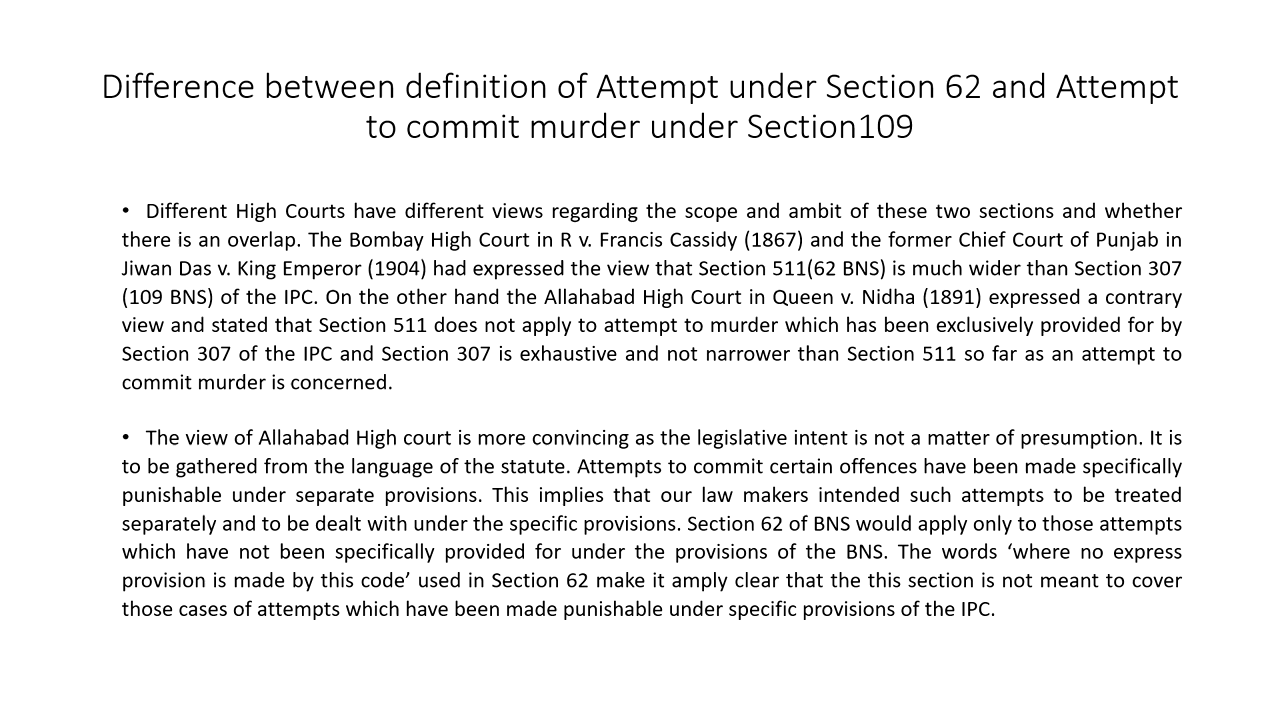 Difference between definition of Attempt under Section 62 and Attempt
to commit murder under Section109
• Different High Courts have different views regarding the scope and ambit of these two sections and whether
there is an overlap. The Bombay High Court in R v. Francis Cassidy (1867) and the former Chief Court of Punjab in
Jiwan Das v. King Emperor (1904) had expressed the view that Section 511(62 BNS) is much wider than Section 307
(109 BNS) of the IPC. On the other hand the Allahabad High Court in Queen v. Nidha (1891) expressed a contrary
view and stated that Section 511 does not apply to attempt to murder which has been exclusively provided for by
Section 307 of the IPC and Section 307 is exhaustive and not narrower than Section 511 so far as an attempt to
commit murder is concerned.
• The view of Allahabad High court is more convincing as the legislative intent is not a matter of presumption. It is
to be gathered from the language of the statute. Attempts to commit certain offences have been made specifically
punishable under separate provisions. This implies that our law makers intended such attempts to be treated
separately and to be dealt with under the specific provisions. Section 62 of BNS would apply only to those attempts
which have not been specifically provided for under the provisions of the BNS. The words ‘where no express
provision is made by this code’ used in Section 62 make it amply clear that the this section is not meant to cover
those cases of attempts which have been made punishable under specific provisions of the IPC.